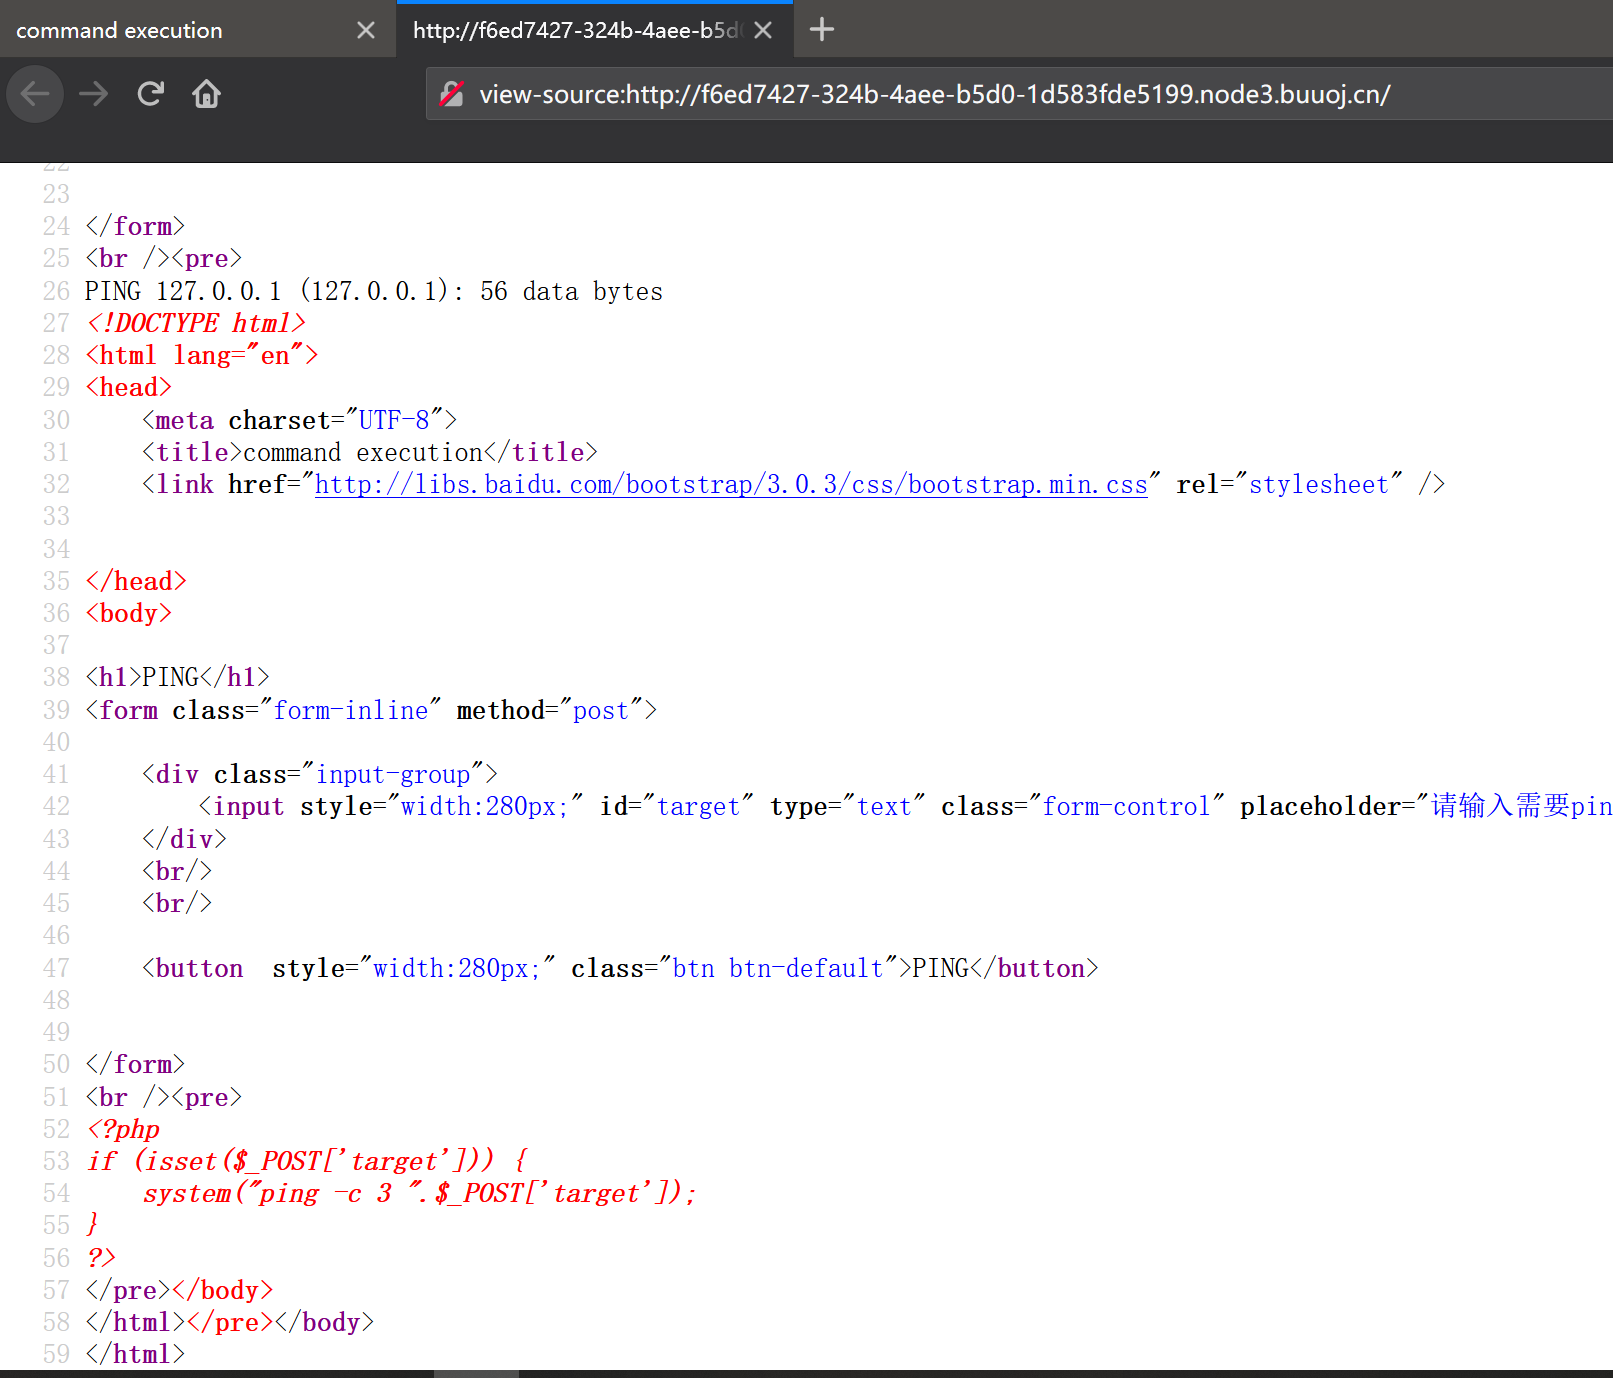 command execution
http://f6ed7427-324b-4aee-b5d
view-source:http://f6ed7427-324b-4aee-b5d0-1d583fde5199.node3.buuoj.cn/
22
23
24 </form>
25 <br /><pre>
26 PING 127.0.0.1 (127.0.0.1): 56 data bytes
27 <!DOCTYPE html>
28 <html lang="en">
29 <head>
30     <meta charset="UTF-8">
31     <title>command execution</title>
32     <link href="http://libs.baidu.com/bootstrap/3.0.3/css/bootstrap.min.css" rel="stylesheet" />
33
34
35 </head>
36 <body>
37
38 <h1>PING</h1>
39 <form class="form-inline" method="post">
40
41     <div class="input-group">
42         <input style="width:280px;" id="target" type="text" class="form-control" placeholder="请输入需要pin
43     </div>
44     <br/>
45     <br/>
46
47     <button  style="width:280px;" class="btn btn-default">PING</button>
48
49
50 </form>
51 <br /><pre>
52 <?php
53 if (isset($_POST['target'])) {
54     system("ping -c 3 ".$_POST['target']);
55 }
56 ?>
57 </pre></body>
58 </html></pre></body>
59 </html>